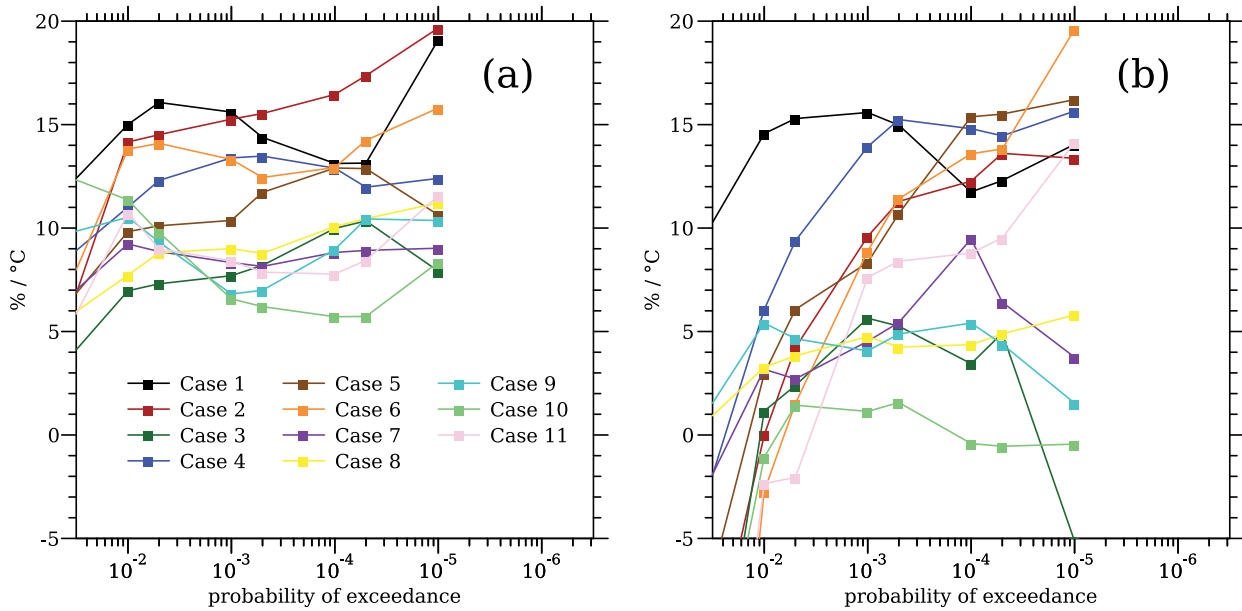 20
15
10
5
0
-5
% / °C
(a)
Case 1
Case 2
Case 3
Case 4
Case 5
Case 6
Case 7
Case 8
Case 9
Case 10
Case 11
10⁻² 10⁻³ 10⁻⁴ 10⁻⁵ 10⁻⁶
probability of exceedance
20
15
10
5
0
-5
% / °C
(b)
10⁻² 10⁻³ 10⁻⁴ 10⁻⁵ 10⁻⁶
probability of exceedance